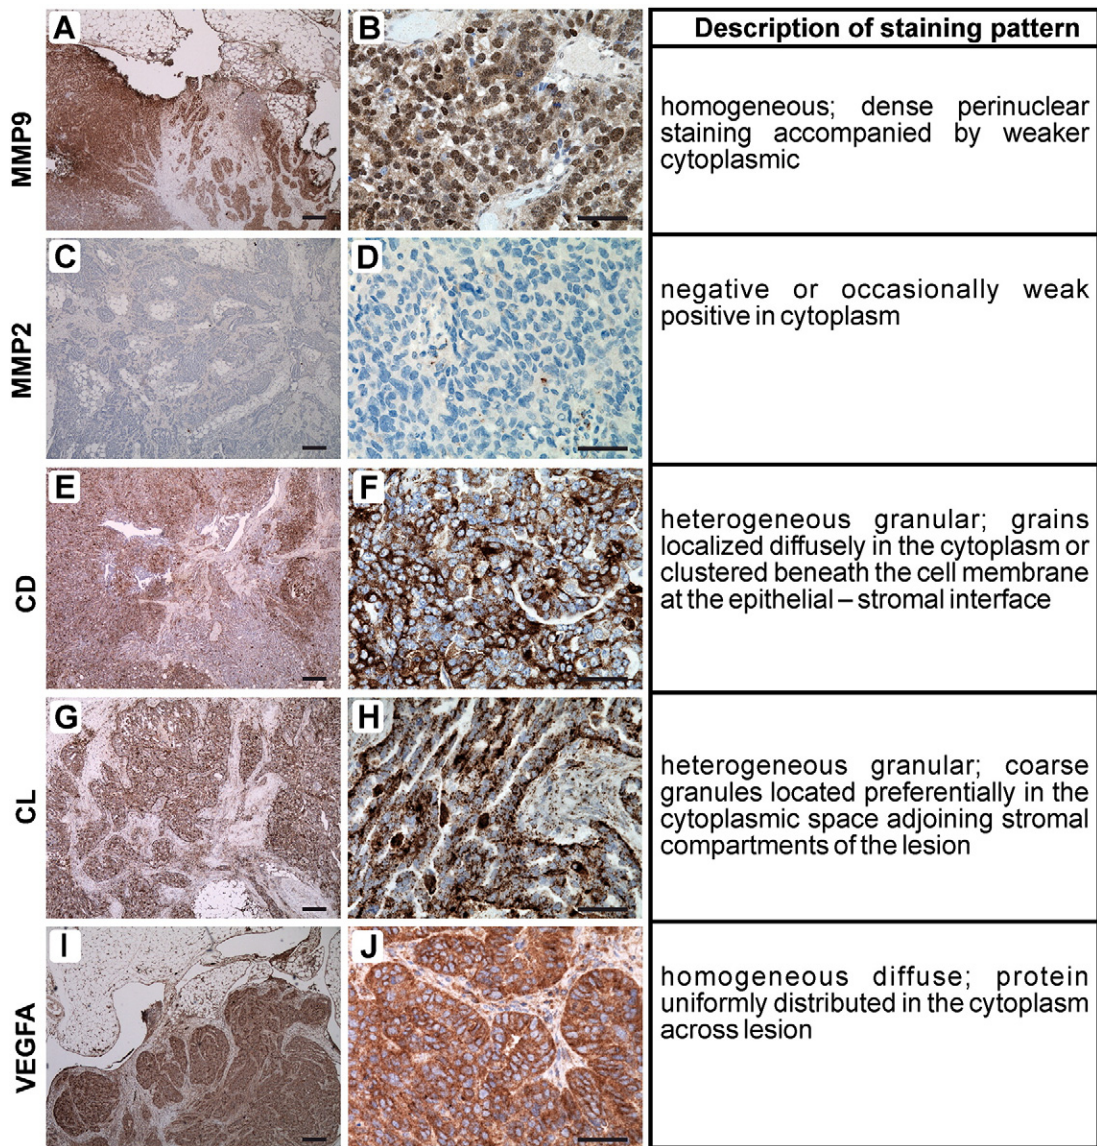 Description of staining pattern
MMP9
A
B
homogeneous; dense perinuclear
staining accompanied by weaker
cytoplasmic
MMP2
C
D
negative or occasionally weak
positive in cytoplasm
CD
E
F
heterogeneous granular; grains
localized diffusely in the cytoplasm or
clustered beneath the cell membrane
at the epithelial – stromal interface
CL
G
H
heterogeneous granular; coarse
granules located preferentially in the
cytoplasmic space adjoining stromal
compartments of the lesion
VEGFA
I
J
homogeneous diffuse; protein
uniformly distributed in the cytoplasm
across lesion